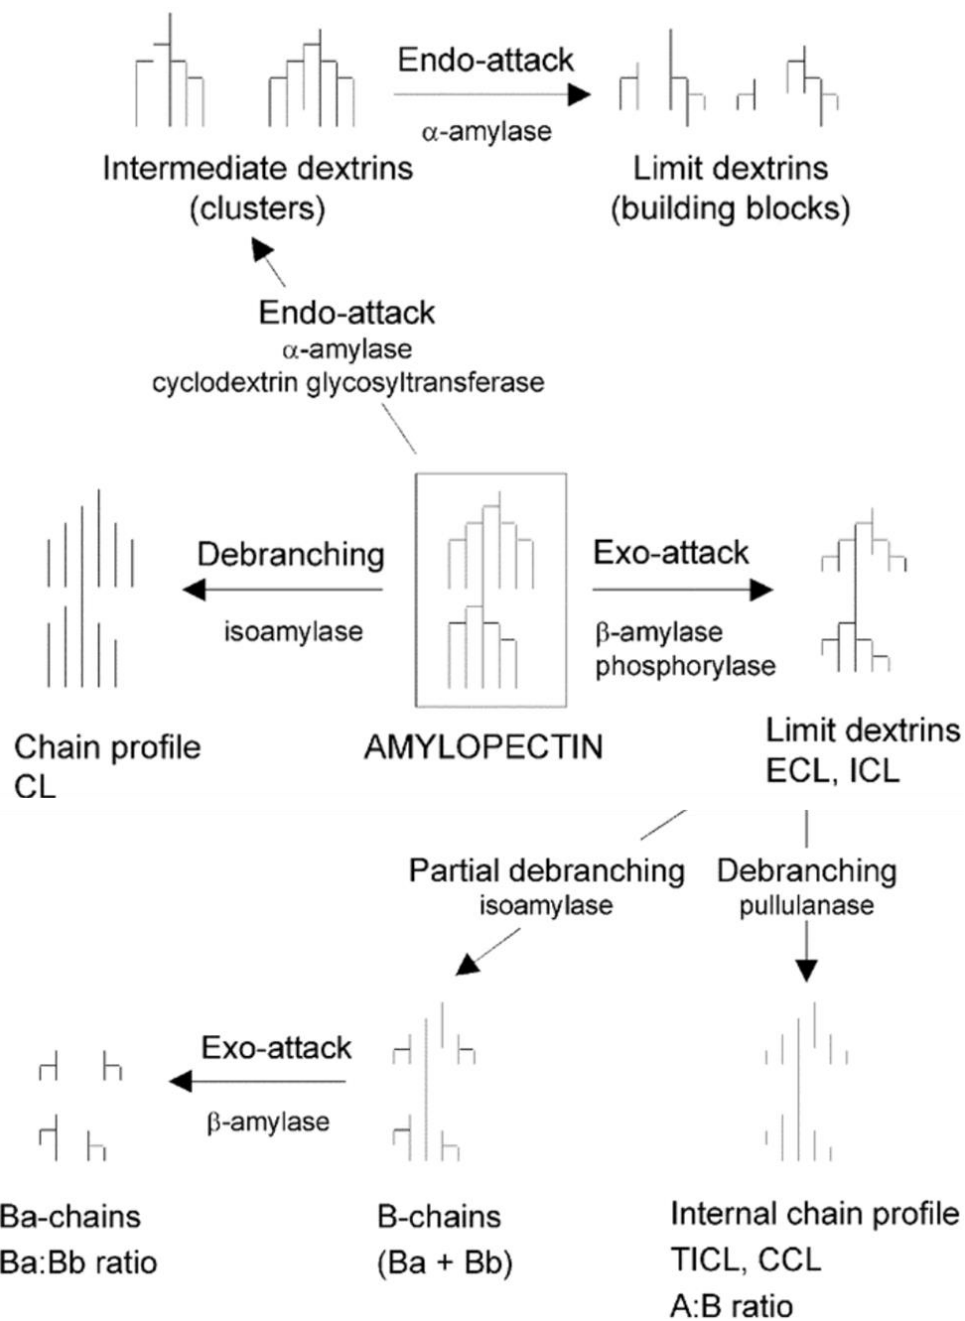 Endo-attack
α-amylase
Intermediate dextrins
(clusters)
Limit dextrins
(building blocks)
Endo-attack
α-amylase
cyclodextrin glycosyltransferase
Debranching
isoamylase
Exo-attack
β-amylase
phosphorylase
Chain profile
CL
AMYLOPECTIN
Limit dextrins
ECL, ICL
Partial debranching
isoamylase
Debranching
pullulanase
Exo-attack
β-amylase
Ba-chains
Ba:Bb ratio
B-chains
(Ba + Bb)
Internal chain profile
TICL, CCL
A:B ratio